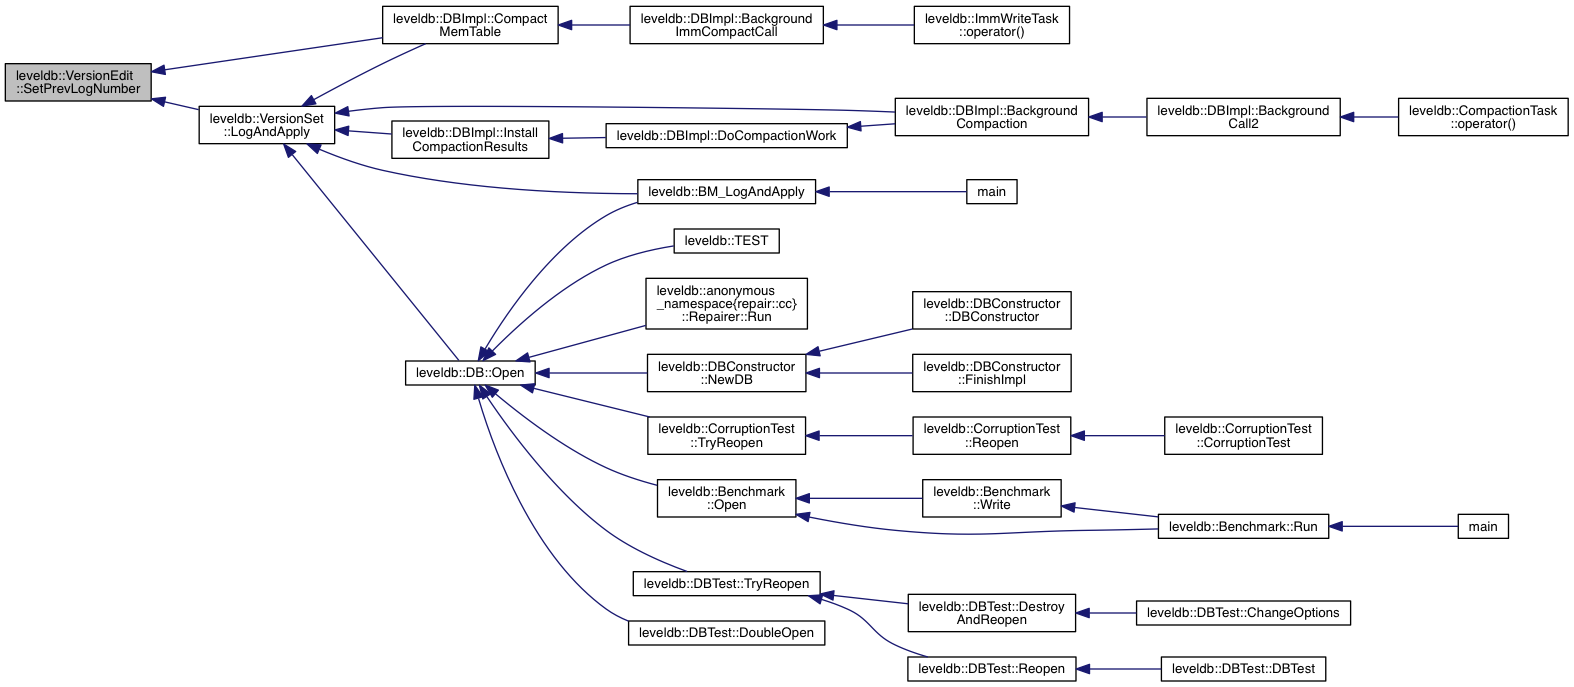 leveldb::VersionEdit
::SetPrevLogNumber
leveldb::DBImpl::Compact
MemTable
leveldb::DBImpl::Background
ImmCompactCall
leveldb::ImmWriteTask
::operator()
leveldb::VersionSet
::LogAndApply
leveldb::DBImpl::Install
CompactionResults
leveldb::DBImpl::DoCompactionWork
leveldb::DBImpl::Background
Compaction
leveldb::DBImpl::Background
Call2
leveldb::CompactionTask
::operator()
leveldb::BM_LogAndApply
main
leveldb::TEST
leveldb::anonymous
_namespace{repair::cc}
::Repairer::Run
leveldb::DB::Open
leveldb::DBConstructor
::NewDB
leveldb::DBConstructor
::DBConstructor
leveldb::DBConstructor
::FinishImpl
leveldb::CorruptionTest
::TryReopen
leveldb::CorruptionTest
::Reopen
leveldb::CorruptionTest
::CorruptionTest
leveldb::Benchmark
::Open
leveldb::Benchmark
::Write
leveldb::Benchmark::Run
main
leveldb::DBTest::TryReopen
leveldb::DBTest::Destroy
AndReopen
leveldb::DBTest::ChangeOptions
leveldb::DBTest::DoubleOpen
leveldb::DBTest::Reopen
leveldb::DBTest::DBTest